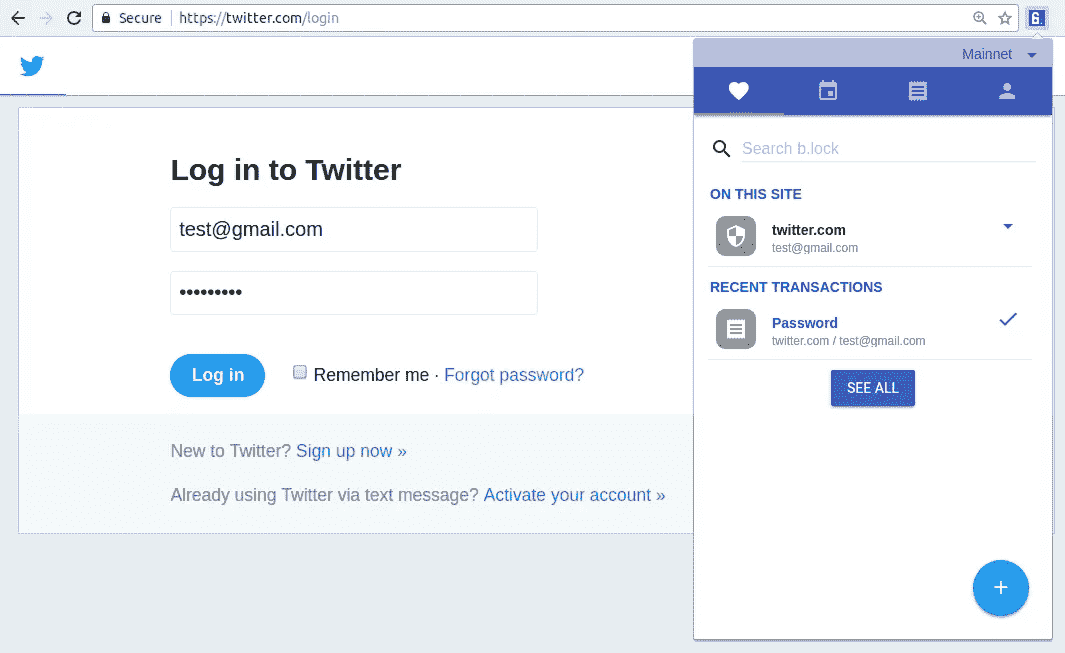 Secure https://twitter.com/login
6.
Mainnet
Log in to Twitter
test@gmail.com
•••••••••
Log in
Remember me · Forgot password?
New to Twitter? Sign up now »
Already using Twitter via text message? Activate your account »
Search b.lock
ON THIS SITE
twitter.com
test@gmail.com
RECENT TRANSACTIONS
Password
twitter.com / test@gmail.com
SEE ALL
+